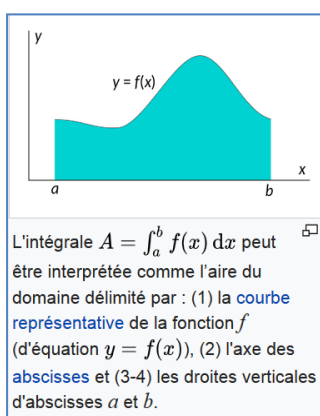 y
y = f(x)
x
a
b
L'intégrale A = ∫ₐᵇ f(x) dx peut
être interprétée comme l’aire du
domaine délimité par : (1) la courbe
représentative de la fonction f
(d'équation y = f(x)), (2) l'axe des
abscisses et (3-4) les droites verticales
d'abscisses a et b.